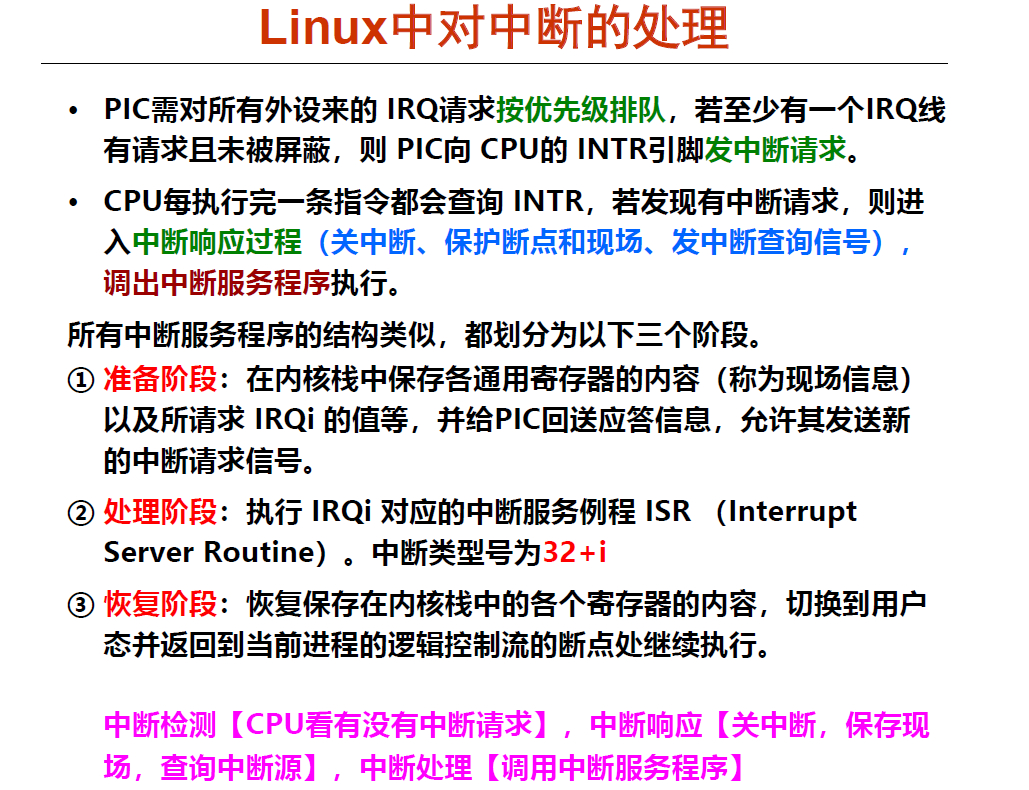 Linux中对中断的处理
• PIC需对所有外设来的 IRQ请求按优先级排队，若至少有一个IRQ线
有请求且未被屏蔽，则 PIC向 CPU的 INTR引脚发中断请求。
• CPU每执行完一条指令都会查询 INTR，若发现有中断请求，则进
入中断响应过程（关中断、保护断点和现场、发中断查询信号），
调出中断服务程序执行。
所有中断服务程序的结构类似，都划分为以下三个阶段。
① 准备阶段：在内核栈中保存各通用寄存器的内容（称为现场信息）
以及所请求 IRQi 的值等，并给PIC回送应答信息，允许其发送新
的中断请求信号。
② 处理阶段：执行 IRQi 对应的中断服务例程 ISR （Interrupt
Server Routine）。中断类型号为32+i
③ 恢复阶段：恢复保存在内核栈中的各个寄存器的内容，切换到用户
态并返回到当前进程的逻辑控制流的断点处继续执行。
中断检测【CPU看有没有中断请求】，中断响应【关中断，保存现
场，查询中断源】，中断处理【调用中断服务程序】